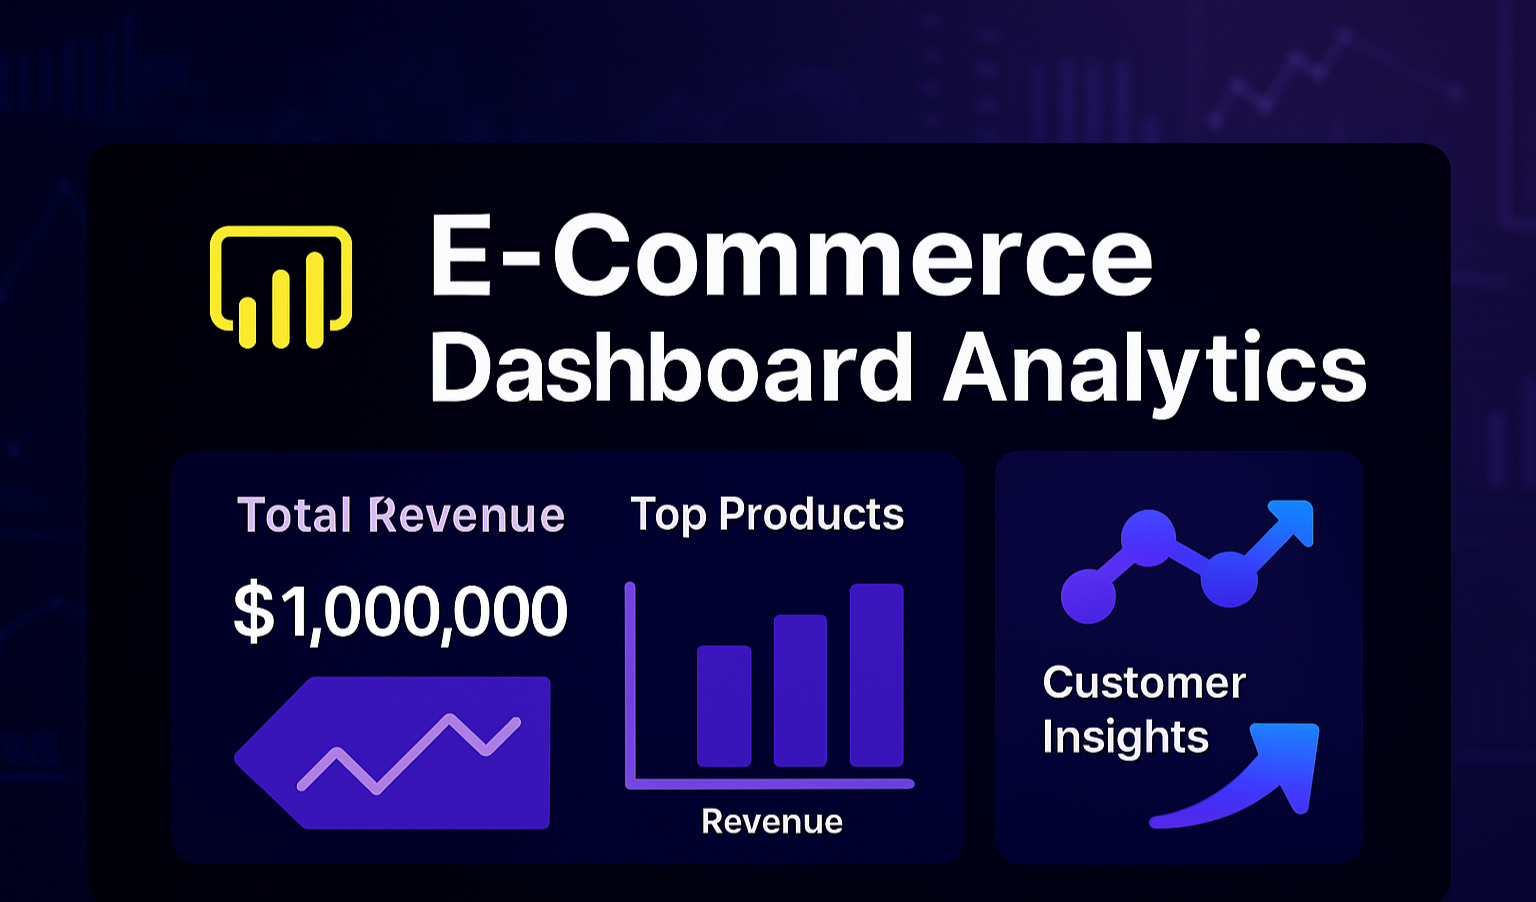 E-Commerce
Dashboard Analytics
Total Revenue
$1,000,000
Top Products
Revenue
Customer
Insights